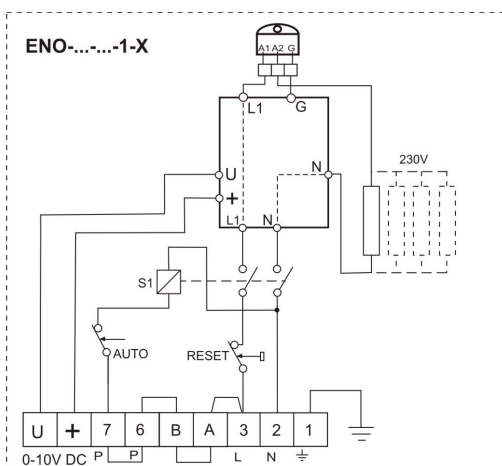 ENO-...-...-1-X
A1 A2 G
L1 G
U N
+
L1 N
230V
S1
AUTO RESET
U + 7 6 B A 3 2 1
0-10V DC P P L N